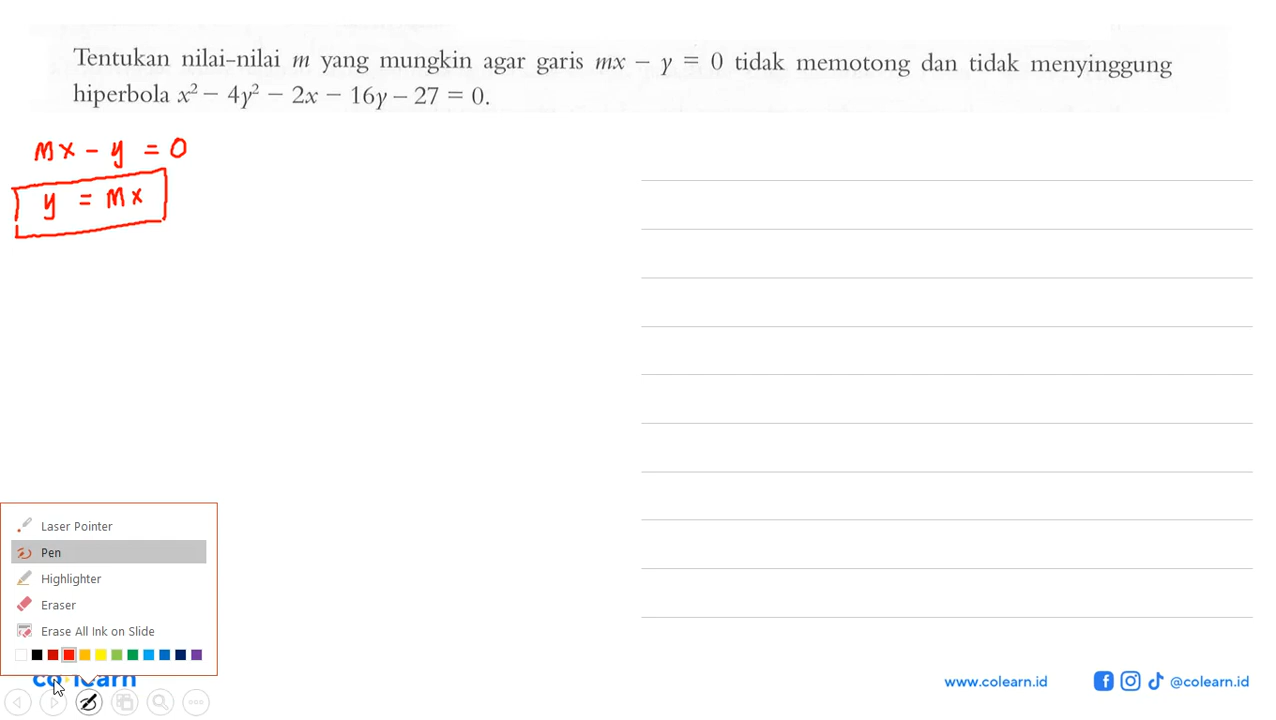 Tentukan nilai-nilai m yang mungkin agar garis mx − y = 0 tidak memotong dan tidak menyinggung
hiperbola x² − 4y² − 2x − 16y − 27 = 0.
mx - y = 0
y = mx
Laser Pointer
Pen
Highlighter
Eraser
Erase All Ink on Slide
colearn
www.colearn.id
@colearn.id